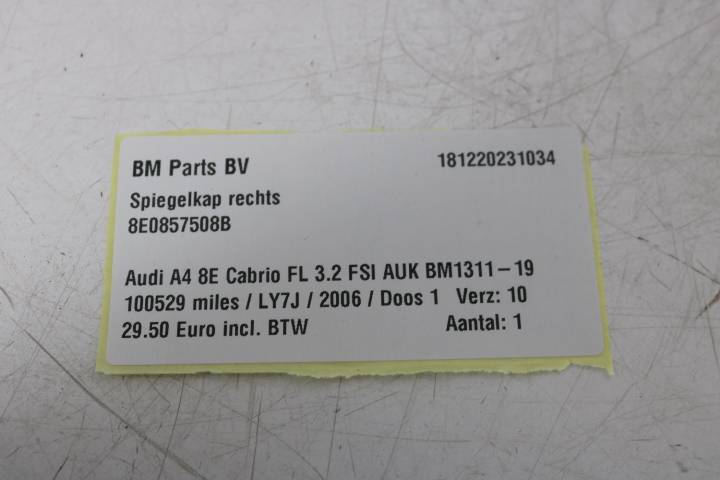 BM Parts BV 181220231034
Spiegelkap rechts
8E0857508B
Audi A4 8E Cabrio FL 3.2 FSI AUK BM1311-19
100529 miles / LY7J / 2006 / Doos 1 Verz: 10
29.50 Euro incl. BTW Aantal: 1